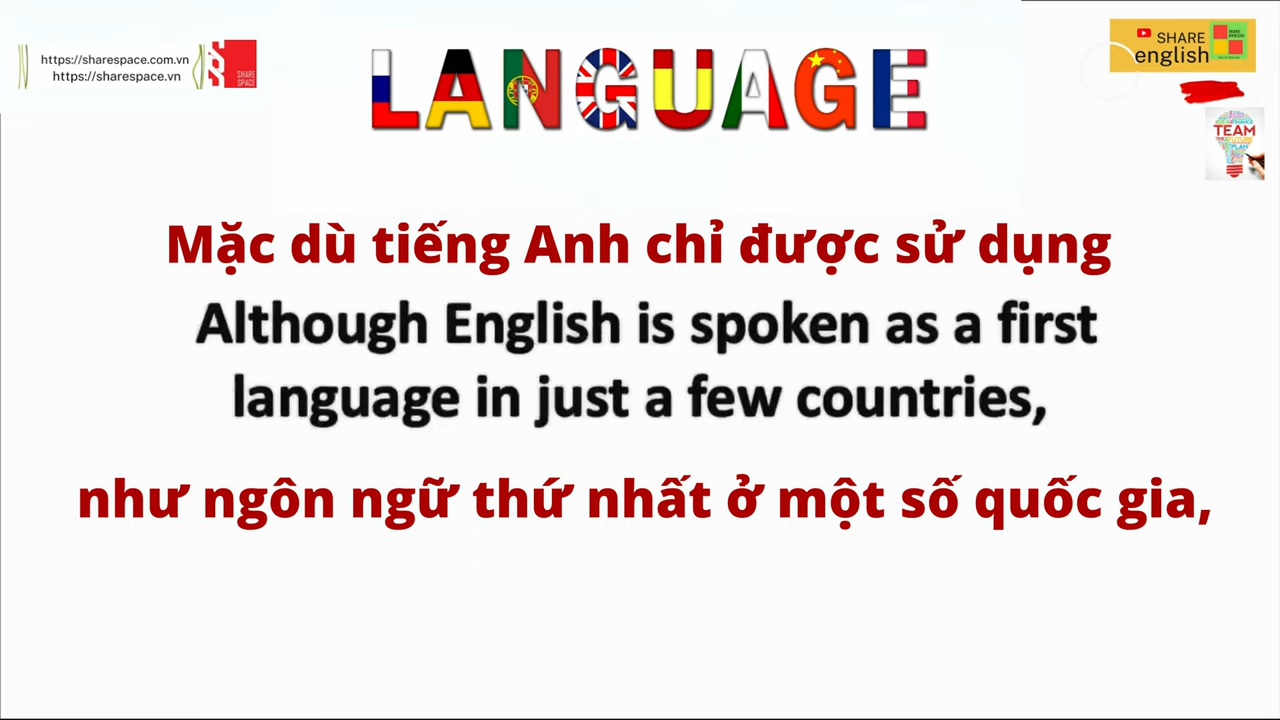 https://sharespace.com.vn
https://sharespace.vn
SHARE
SPACE
LANGUAGE
SHARE
english
TEAM
PLAN
Mặc dù tiếng Anh chỉ được sử dụng
Although English is spoken as a first
language in just a few countries,
như ngôn ngữ thứ nhất ở một số quốc gia,